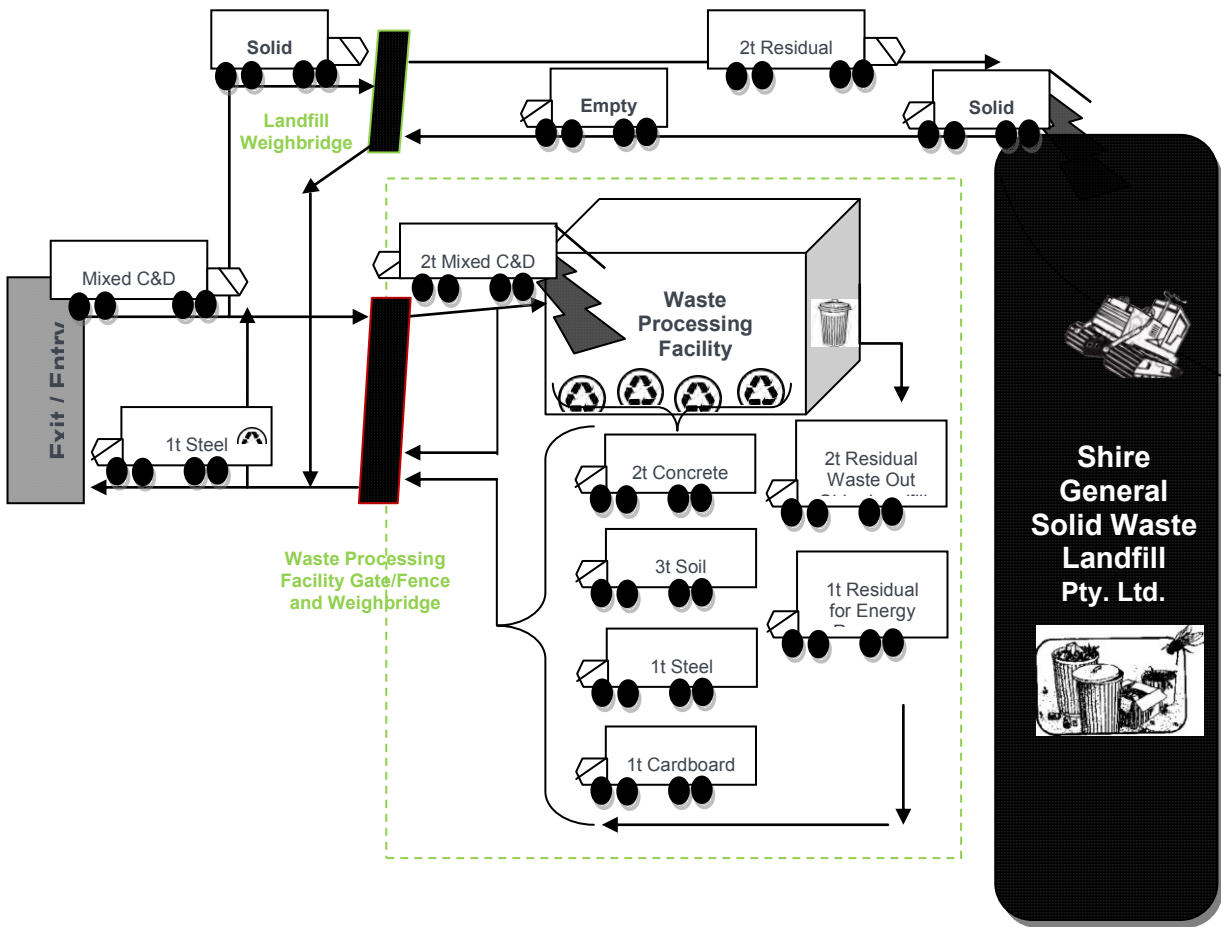 Solid
2t Residual
Empty
Solid
Landfill
Weighbridge
Mixed C&D
2t Mixed C&D
Waste
Processing
Facility
Exit / Entry
1t Steel
2t Concrete
2t Residual
Waste Out
3t Soil
1t Residual
for Energy
1t Steel
1t Cardboard
Waste Processing
Facility Gate/Fence
and Weighbridge
Shire
General
Solid Waste
Landfill
Pty. Ltd.